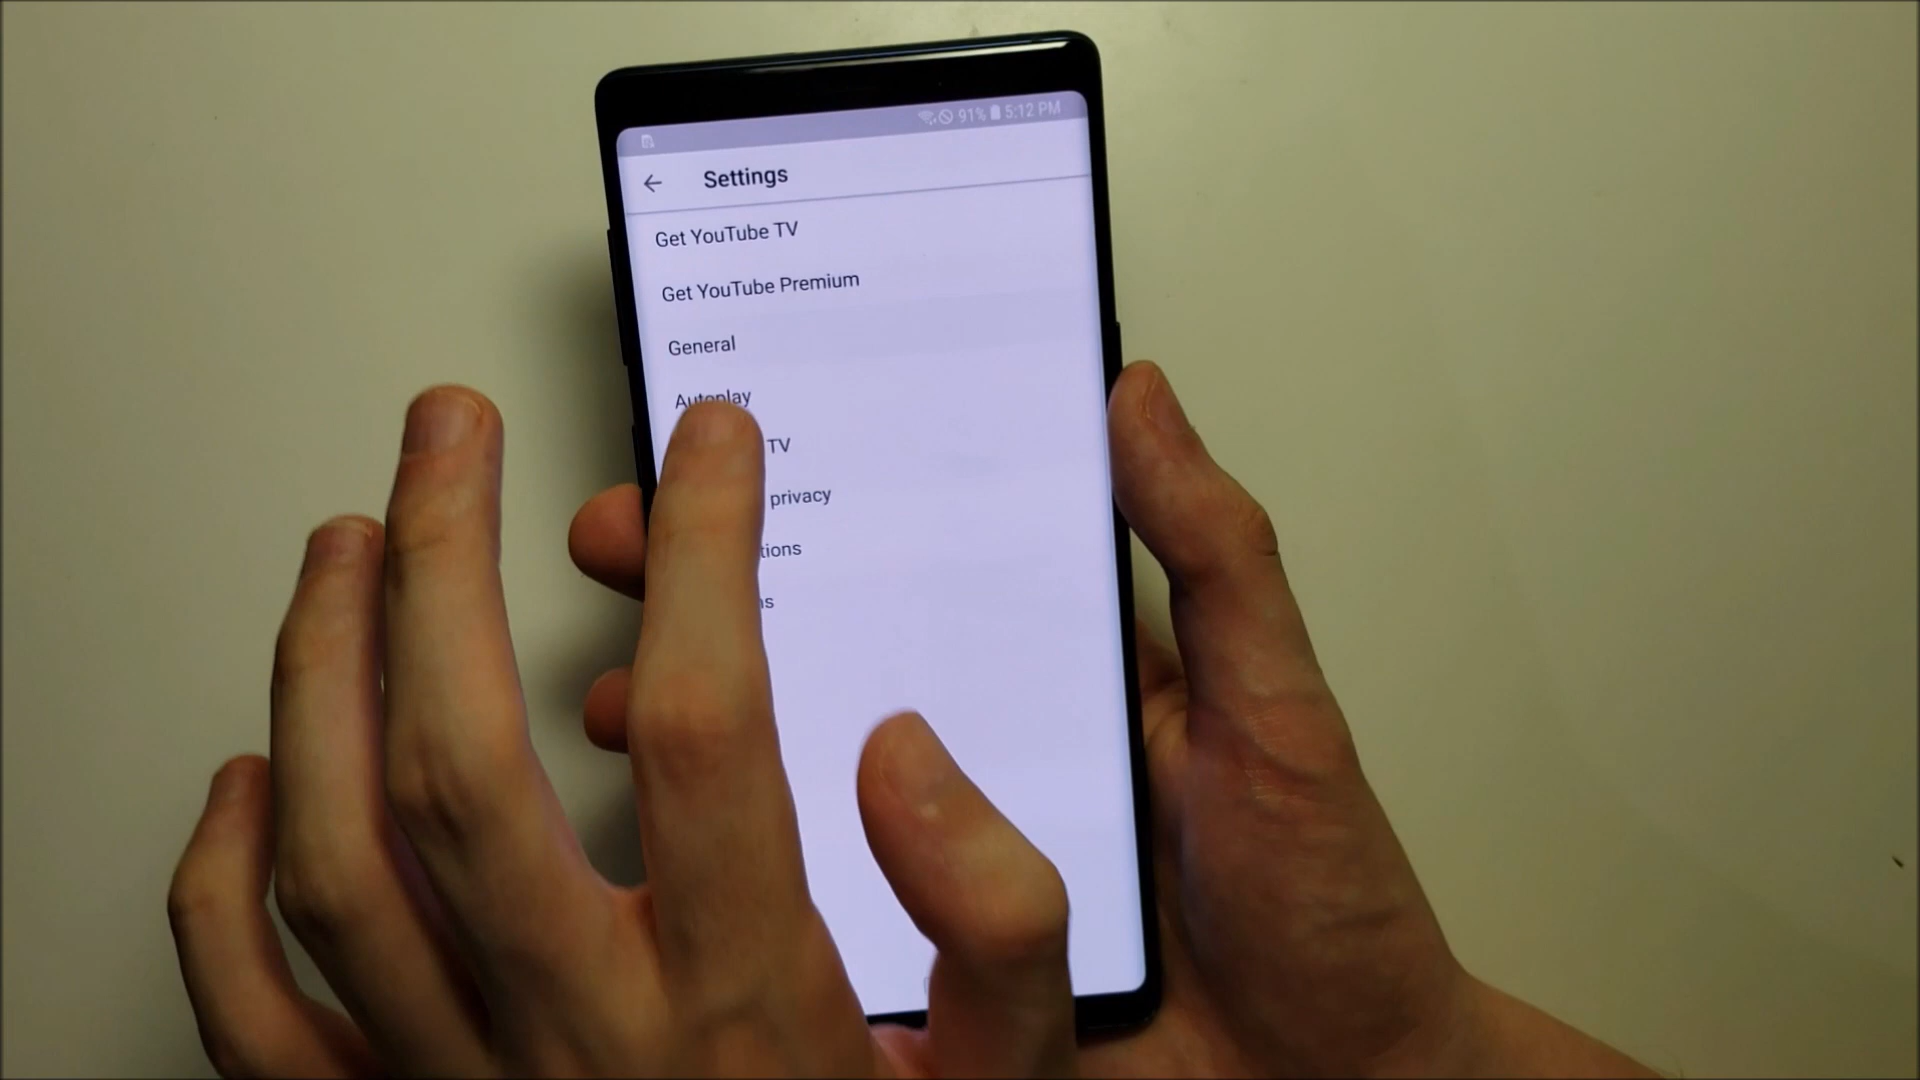 91% 5:12 PM
Settings
Get YouTube TV
Get YouTube Premium
General
Autoplay
TV
privacy
tions